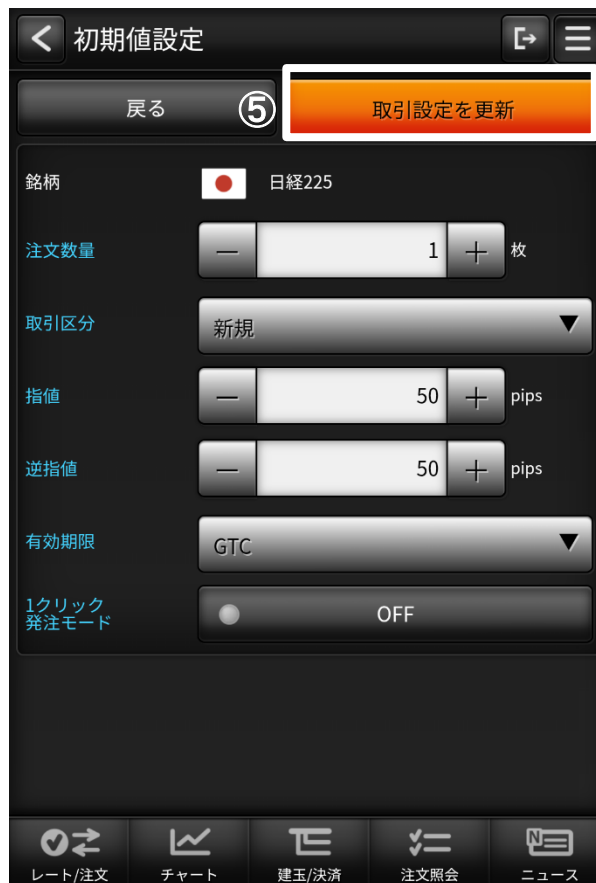 初期値設定
戻る
⑤
取引設定を更新
銘柄 日経225
注文数量 － 1 ＋ 枚
取引区分 新規 ▼
指値 － 50 ＋ pips
逆指値 － 50 ＋ pips
有効期限 GTC ▼
1クリック
発注モード
OFF
レート/注文 チャート 建玉/決済 注文照会 N ニュース